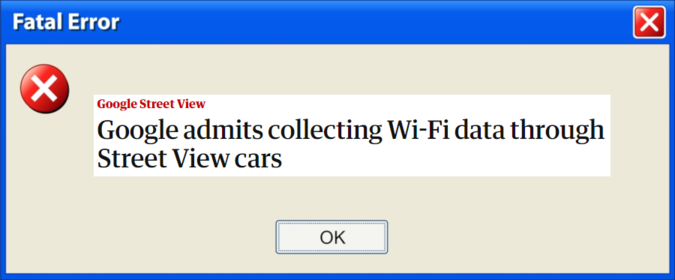 Fatal Error
Google Street View
Google admits collecting Wi-Fi data through
Street View cars
OK